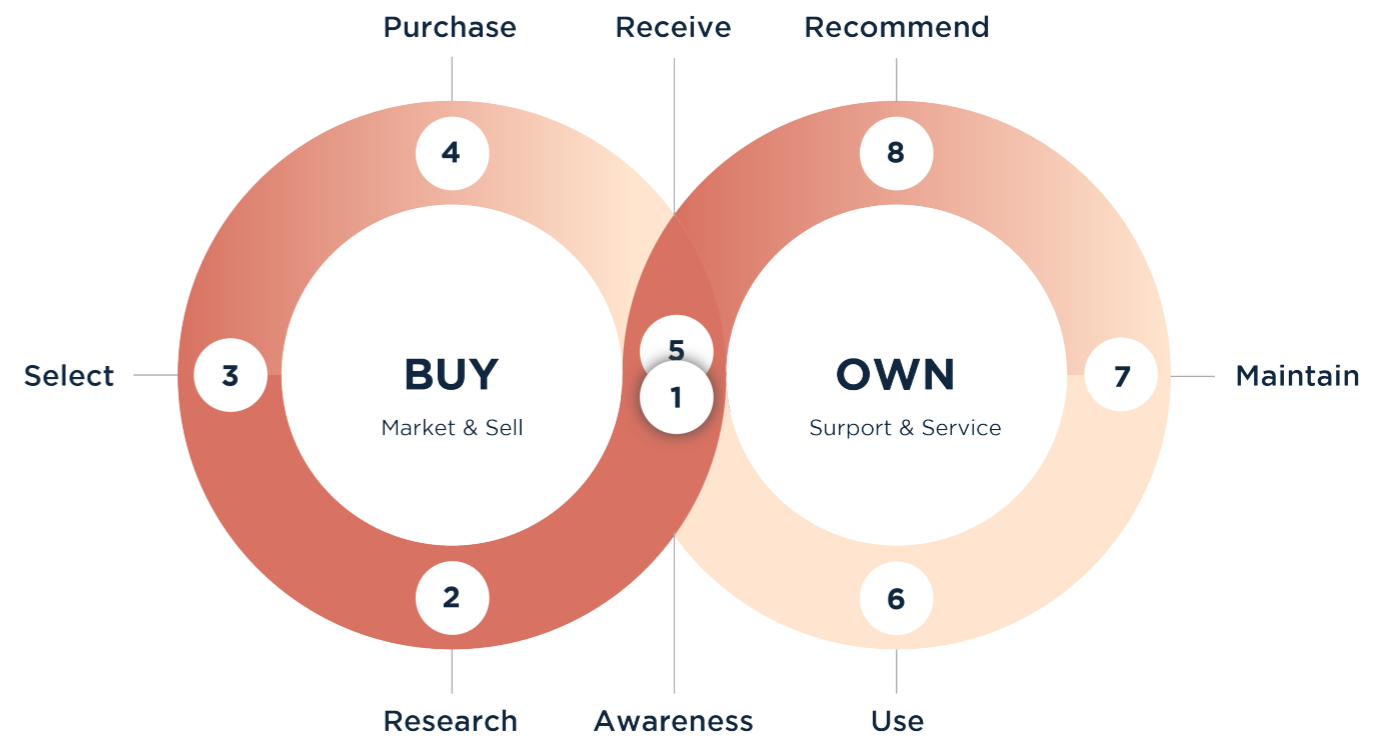 Purchase
Receive
Recommend
4
8
5
Select
3
BUY
OWN
7
Maintain
1
Market & Sell
Surport & Service
2
6
Research
Awareness
Use